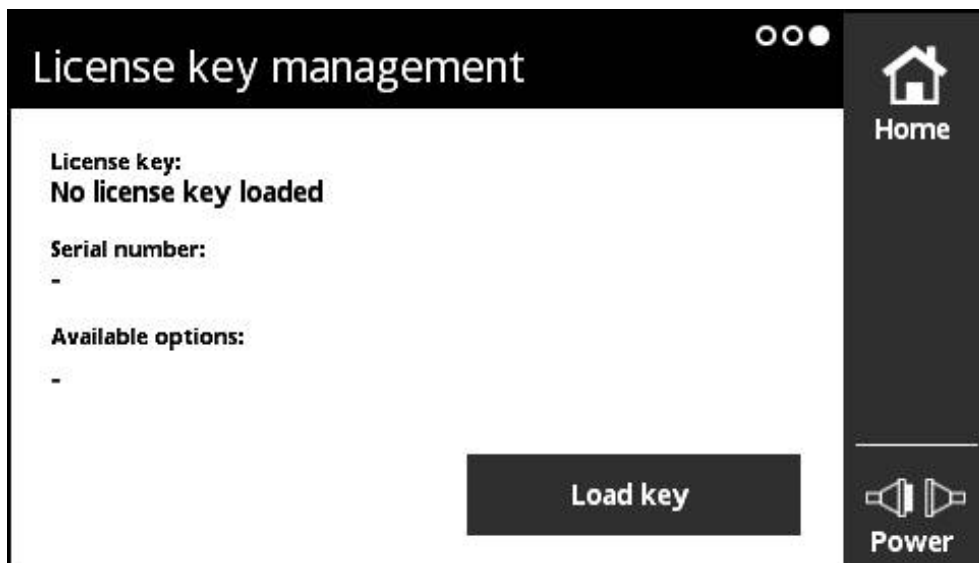 License key management
Home
License key:
No license key loaded
Serial number:
-
Available options:
-
Load key
Power